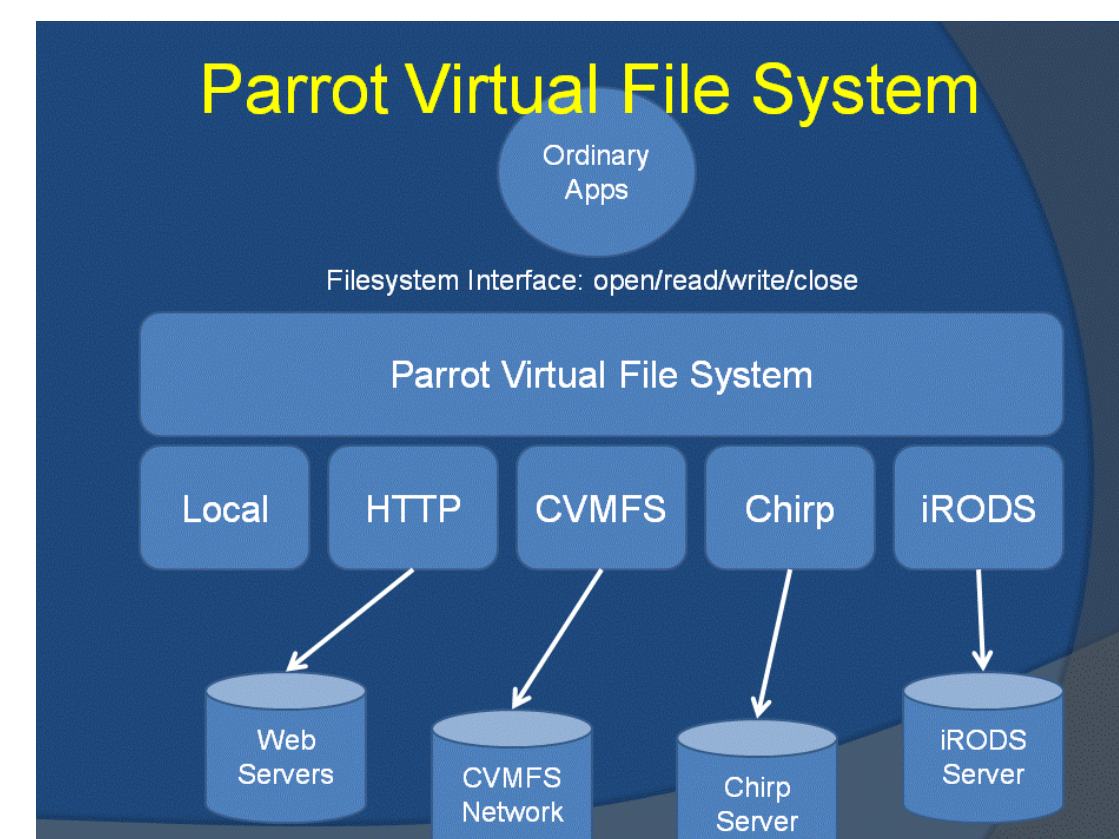 Parrot Virtual File System
Ordinary
Apps
Filesystem Interface: open/read/write/close
Parrot Virtual File System
Local
HTTP
CVMFS
Chirp
iRODS
Web
Servers
CVMFS
Network
Chirp
Server
iRODS
Server